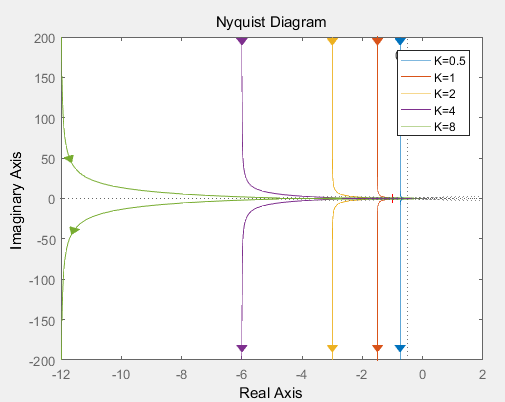 Nyquist Diagram
200
150
100
50
0
-50
-100
-150
-200
Imaginary Axis
K=0.5
K=1
K=2
K=4
K=8
-12 -10 -8 -6 -4 -2 0 2
Real Axis